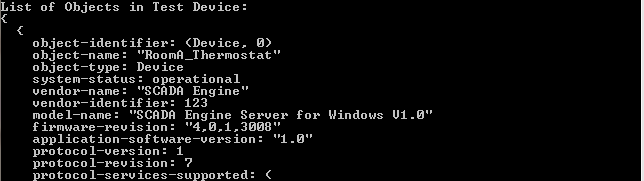 List of Objects in Test Device:
{
  {
    object-identifier: (Device, 0)
    object-name: "RoomA_Thermostat"
    object-type: Device
    system-status: operational
    vendor-name: "SCADA Engine"
    vendor-identifier: 123
    model-name: "SCADA Engine Server for Windows V1.0"
    firmware-revision: "4,0,1,3008"
    application-software-version: "1.0"
    protocol-version: 1
    protocol-revision: 7
    protocol-services-supported: (